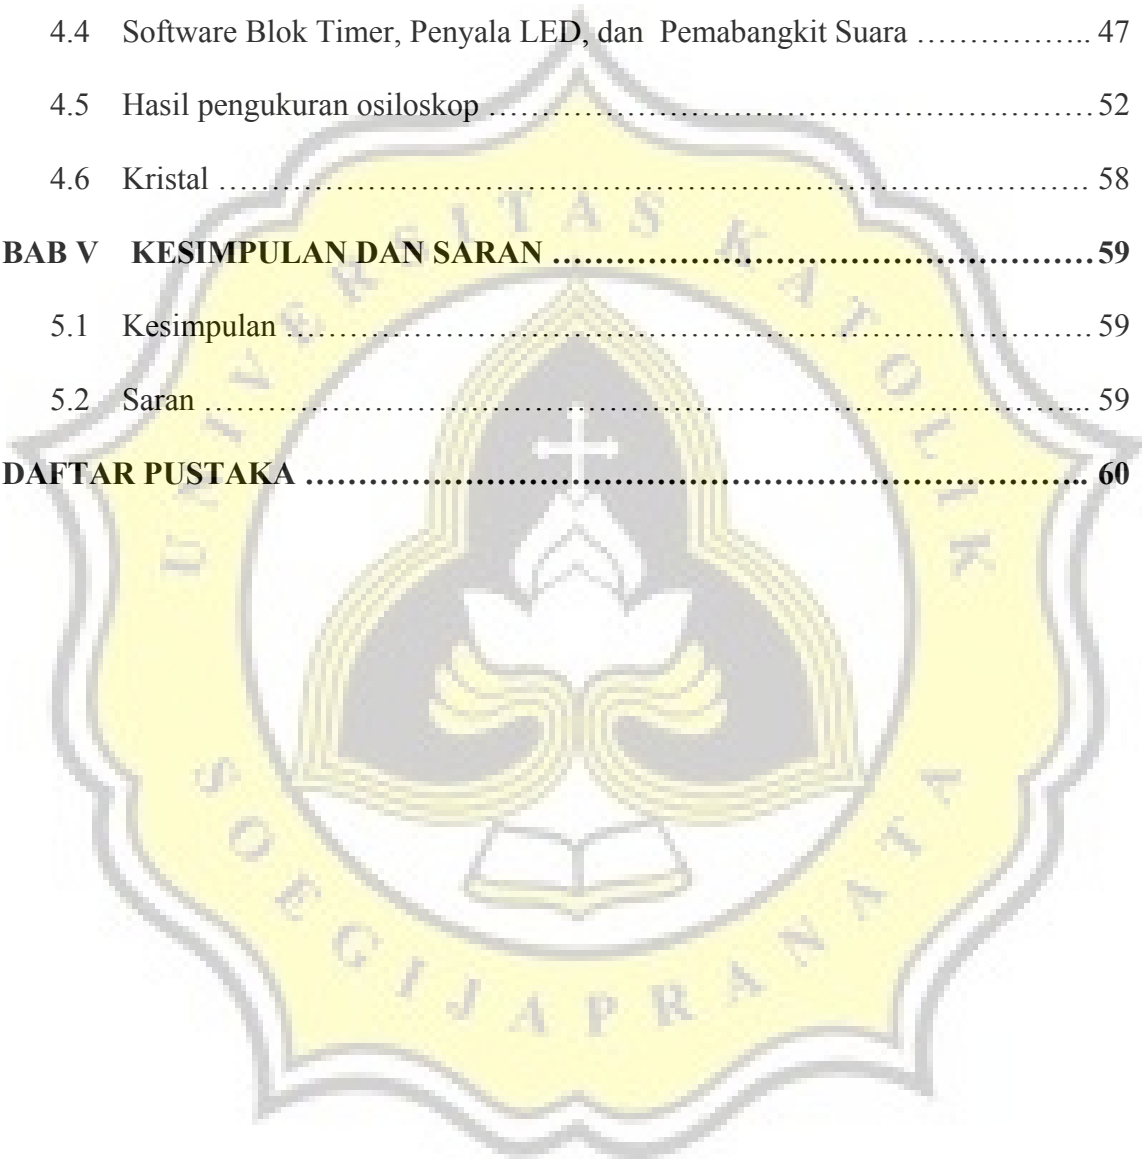 4.4 Software Blok Timer, Penyala LED, dan  Pemabangkit Suara …………….. 47
4.5 Hasil pengukuran osiloskop ……………………………………………………. 52
4.6 Kristal ………………………………………………………………………. 58
BAB V KESIMPULAN DAN SARAN ……………………………………………… 59
5.1 Kesimpulan …………………………………………………………………. 59
5.2 Saran ………………………………………………………………………... 59
DAFTAR PUSTAKA ………………………………………………………………….. 60
UNIVERSITAS KATOLIK
SOEGIJAPRANATA